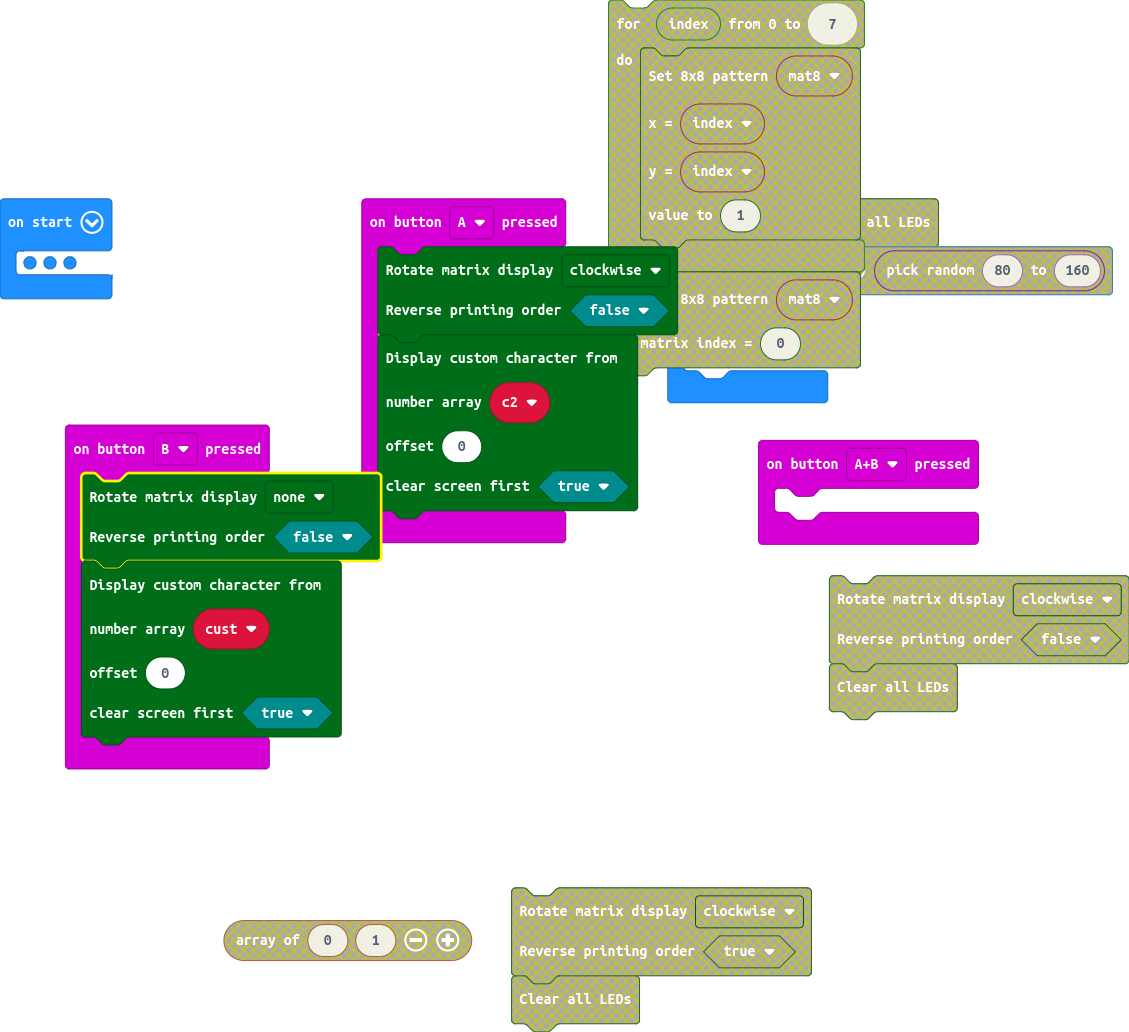 for index from 0 to 7
do
Set 8x8 pattern mat8
x = index
y = index
value to 1
on start
on button A pressed
all LEDs
Rotate matrix display clockwise
Reverse printing order false
pick random 80 to 160
8x8 pattern mat8
matrix index = 0
Display custom character from
number array c2
offset 0
clear screen first true
on button B pressed
Rotate matrix display none
Reverse printing order false
Display custom character from
number array cust
offset 0
clear screen first true
on button A+B pressed
Rotate matrix display clockwise
Reverse printing order false
Clear all LEDs
array of 0 1
Rotate matrix display clockwise
Reverse printing order true
Clear all LEDs